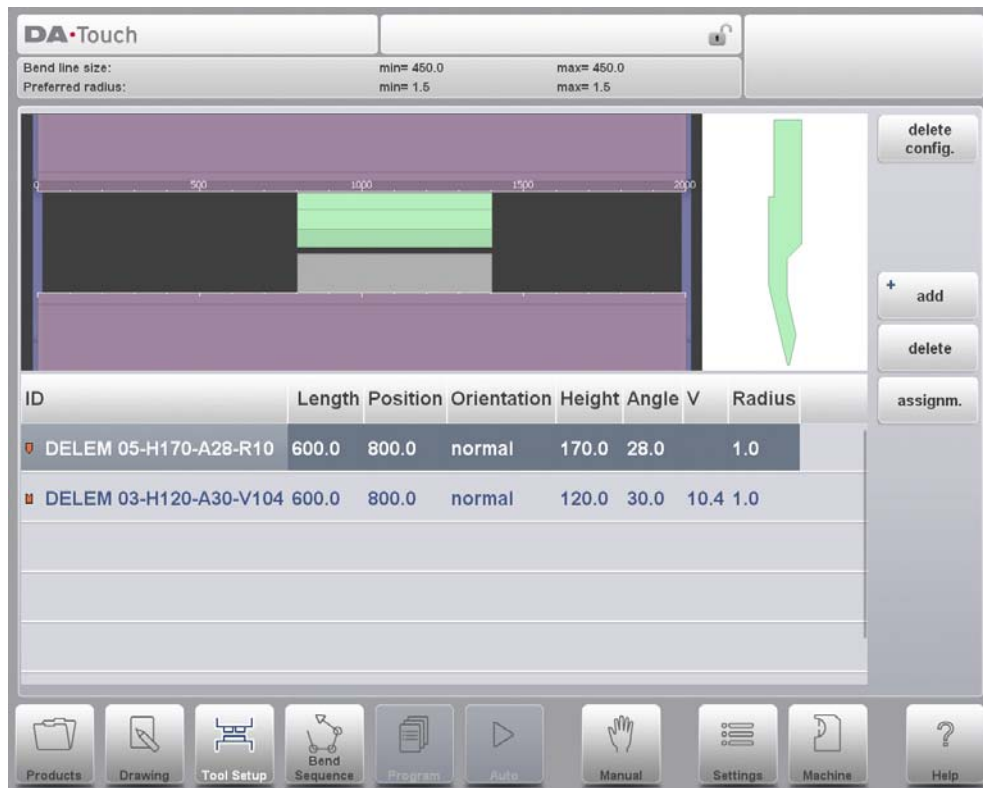 DA•Touch
Bend line size: min= 450.0 max= 450.0
Preferred radius: min= 1.5 max= 1.5
delete
config.
0 500 1000 1500 2000
add
delete
assignm.
ID Length Position Orientation Height Angle V Radius
DELEM 05-H170-A28-R10 600.0 800.0 normal 170.0 28.0 1.0
DELEM 03-H120-A30-V104 600.0 800.0 normal 120.0 30.0 10.4 1.0
Products
Drawing
Tool Setup
Bend
Sequence
Program
Auto
Manual
Settings
Machine
Help